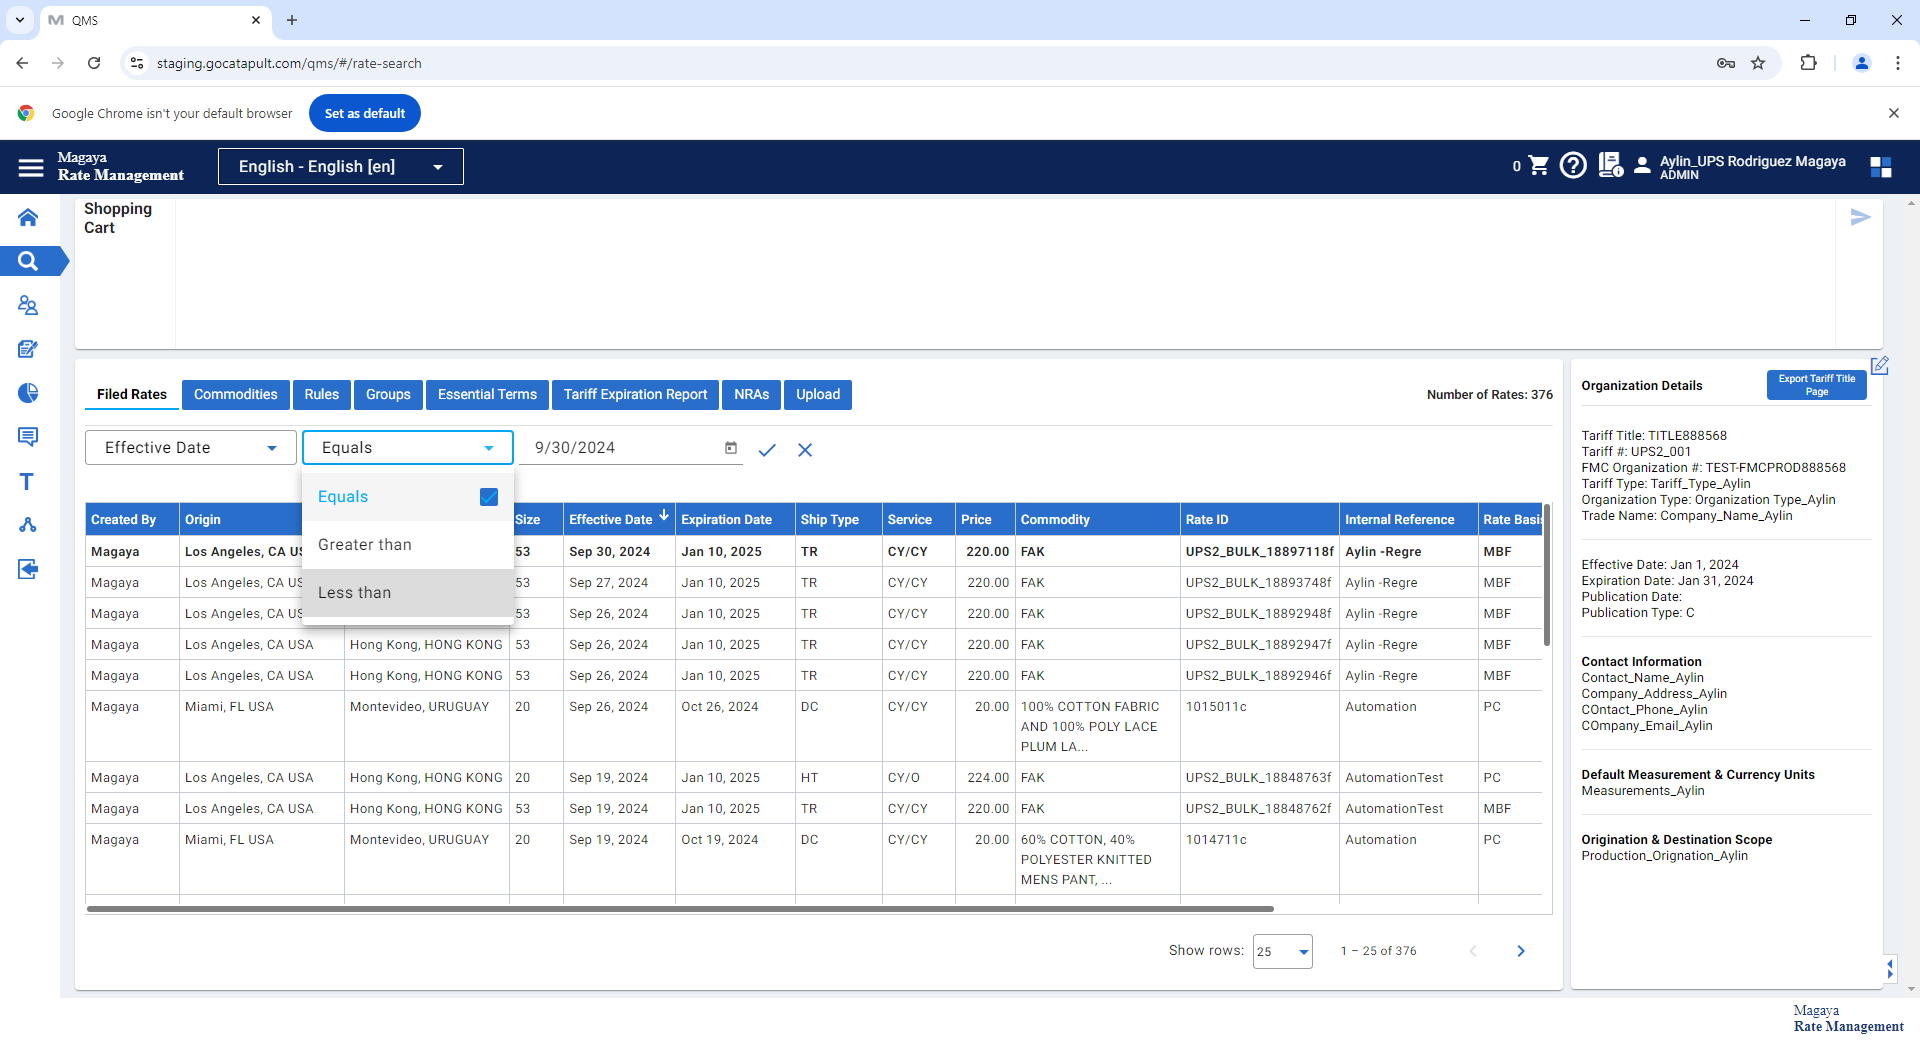 QMS
staging.gocatapult.com/qms/#/rate-search
Google Chrome isn't your default browser
Set as default
Magaya
Rate Management
English - English [en]
0
Aylin_UPS Rodriguez Magaya
ADMIN
Shopping
Cart
Filed Rates
Commodities
Rules
Groups
Essential Terms
Tariff Expiration Report
NRAs
Upload
Number of Rates: 376
Effective Date
Equals
9/30/2024
Equals
Greater than
Less than
Created By Origin Size Effective Date Expiration Date Ship Type Service Price Commodity Rate ID Internal Reference Rate Basis
Magaya Los Angeles, CA US 53 Sep 30, 2024 Jan 10, 2025 TR CY/CY 220.00 FAK UPS2_BULK_18897118f Aylin -Regre MBF
Magaya Los Angeles, CA US 53 Sep 27, 2024 Jan 10, 2025 TR CY/CY 220.00 FAK UPS2_BULK_18893748f Aylin -Regre MBF
Magaya Los Angeles, CA US 53 Sep 26, 2024 Jan 10, 2025 TR CY/CY 220.00 FAK UPS2_BULK_18892948f Aylin -Regre MBF
Magaya Los Angeles, CA USA Hong Kong, HONG KONG 53 Sep 26, 2024 Jan 10, 2025 TR CY/CY 220.00 FAK UPS2_BULK_18892947f Aylin -Regre MBF
Magaya Los Angeles, CA USA Hong Kong, HONG KONG 53 Sep 26, 2024 Jan 10, 2025 TR CY/CY 220.00 FAK UPS2_BULK_18892946f Aylin -Regre MBF
Magaya Miami, FL USA Montevideo, URUGUAY 20 Sep 26, 2024 Oct 26, 2024 DC CY/CY 20.00 100% COTTON FABRIC 1015011c Automation PC
AND 100% POLY LACE
PLUM LA...
Magaya Los Angeles, CA USA Hong Kong, HONG KONG 20 Sep 19, 2024 Jan 10, 2025 HT CY/O 224.00 FAK UPS2_BULK_18848763f AutomationTest PC
Magaya Los Angeles, CA USA Hong Kong, HONG KONG 53 Sep 19, 2024 Jan 10, 2025 TR CY/CY 220.00 FAK UPS2_BULK_18848762f AutomationTest MBF
Magaya Miami, FL USA Montevideo, URUGUAY 20 Sep 19, 2024 Oct 19, 2024 DC CY/CY 20.00 60% COTTON, 40% 1014711c Automation PC
POLYESTER KNITTED
MENS PANT, ...
Show rows: 25 1 – 25 of 376
Organization Details
Export Tariff Title
Page
Tariff Title: TITLE888568
Tariff #: UPS2_001
FMC Organization #: TEST-FMCPROD888568
Tariff Type: Tariff_Type_Aylin
Organization Type: Organization Type_Aylin
Trade Name: Company_Name_Aylin
Effective Date: Jan 1, 2024
Expiration Date: Jan 31, 2024
Publication Date:
Publication Type: C
Contact Information
Contact_Name_Aylin
Company_Address_Aylin
COntact_Phone_Aylin
COmpany_Email_Aylin
Default Measurement & Currency Units
Measurements_Aylin
Origination & Destination Scope
Production_Orignation_Aylin
Magaya
Rate Management